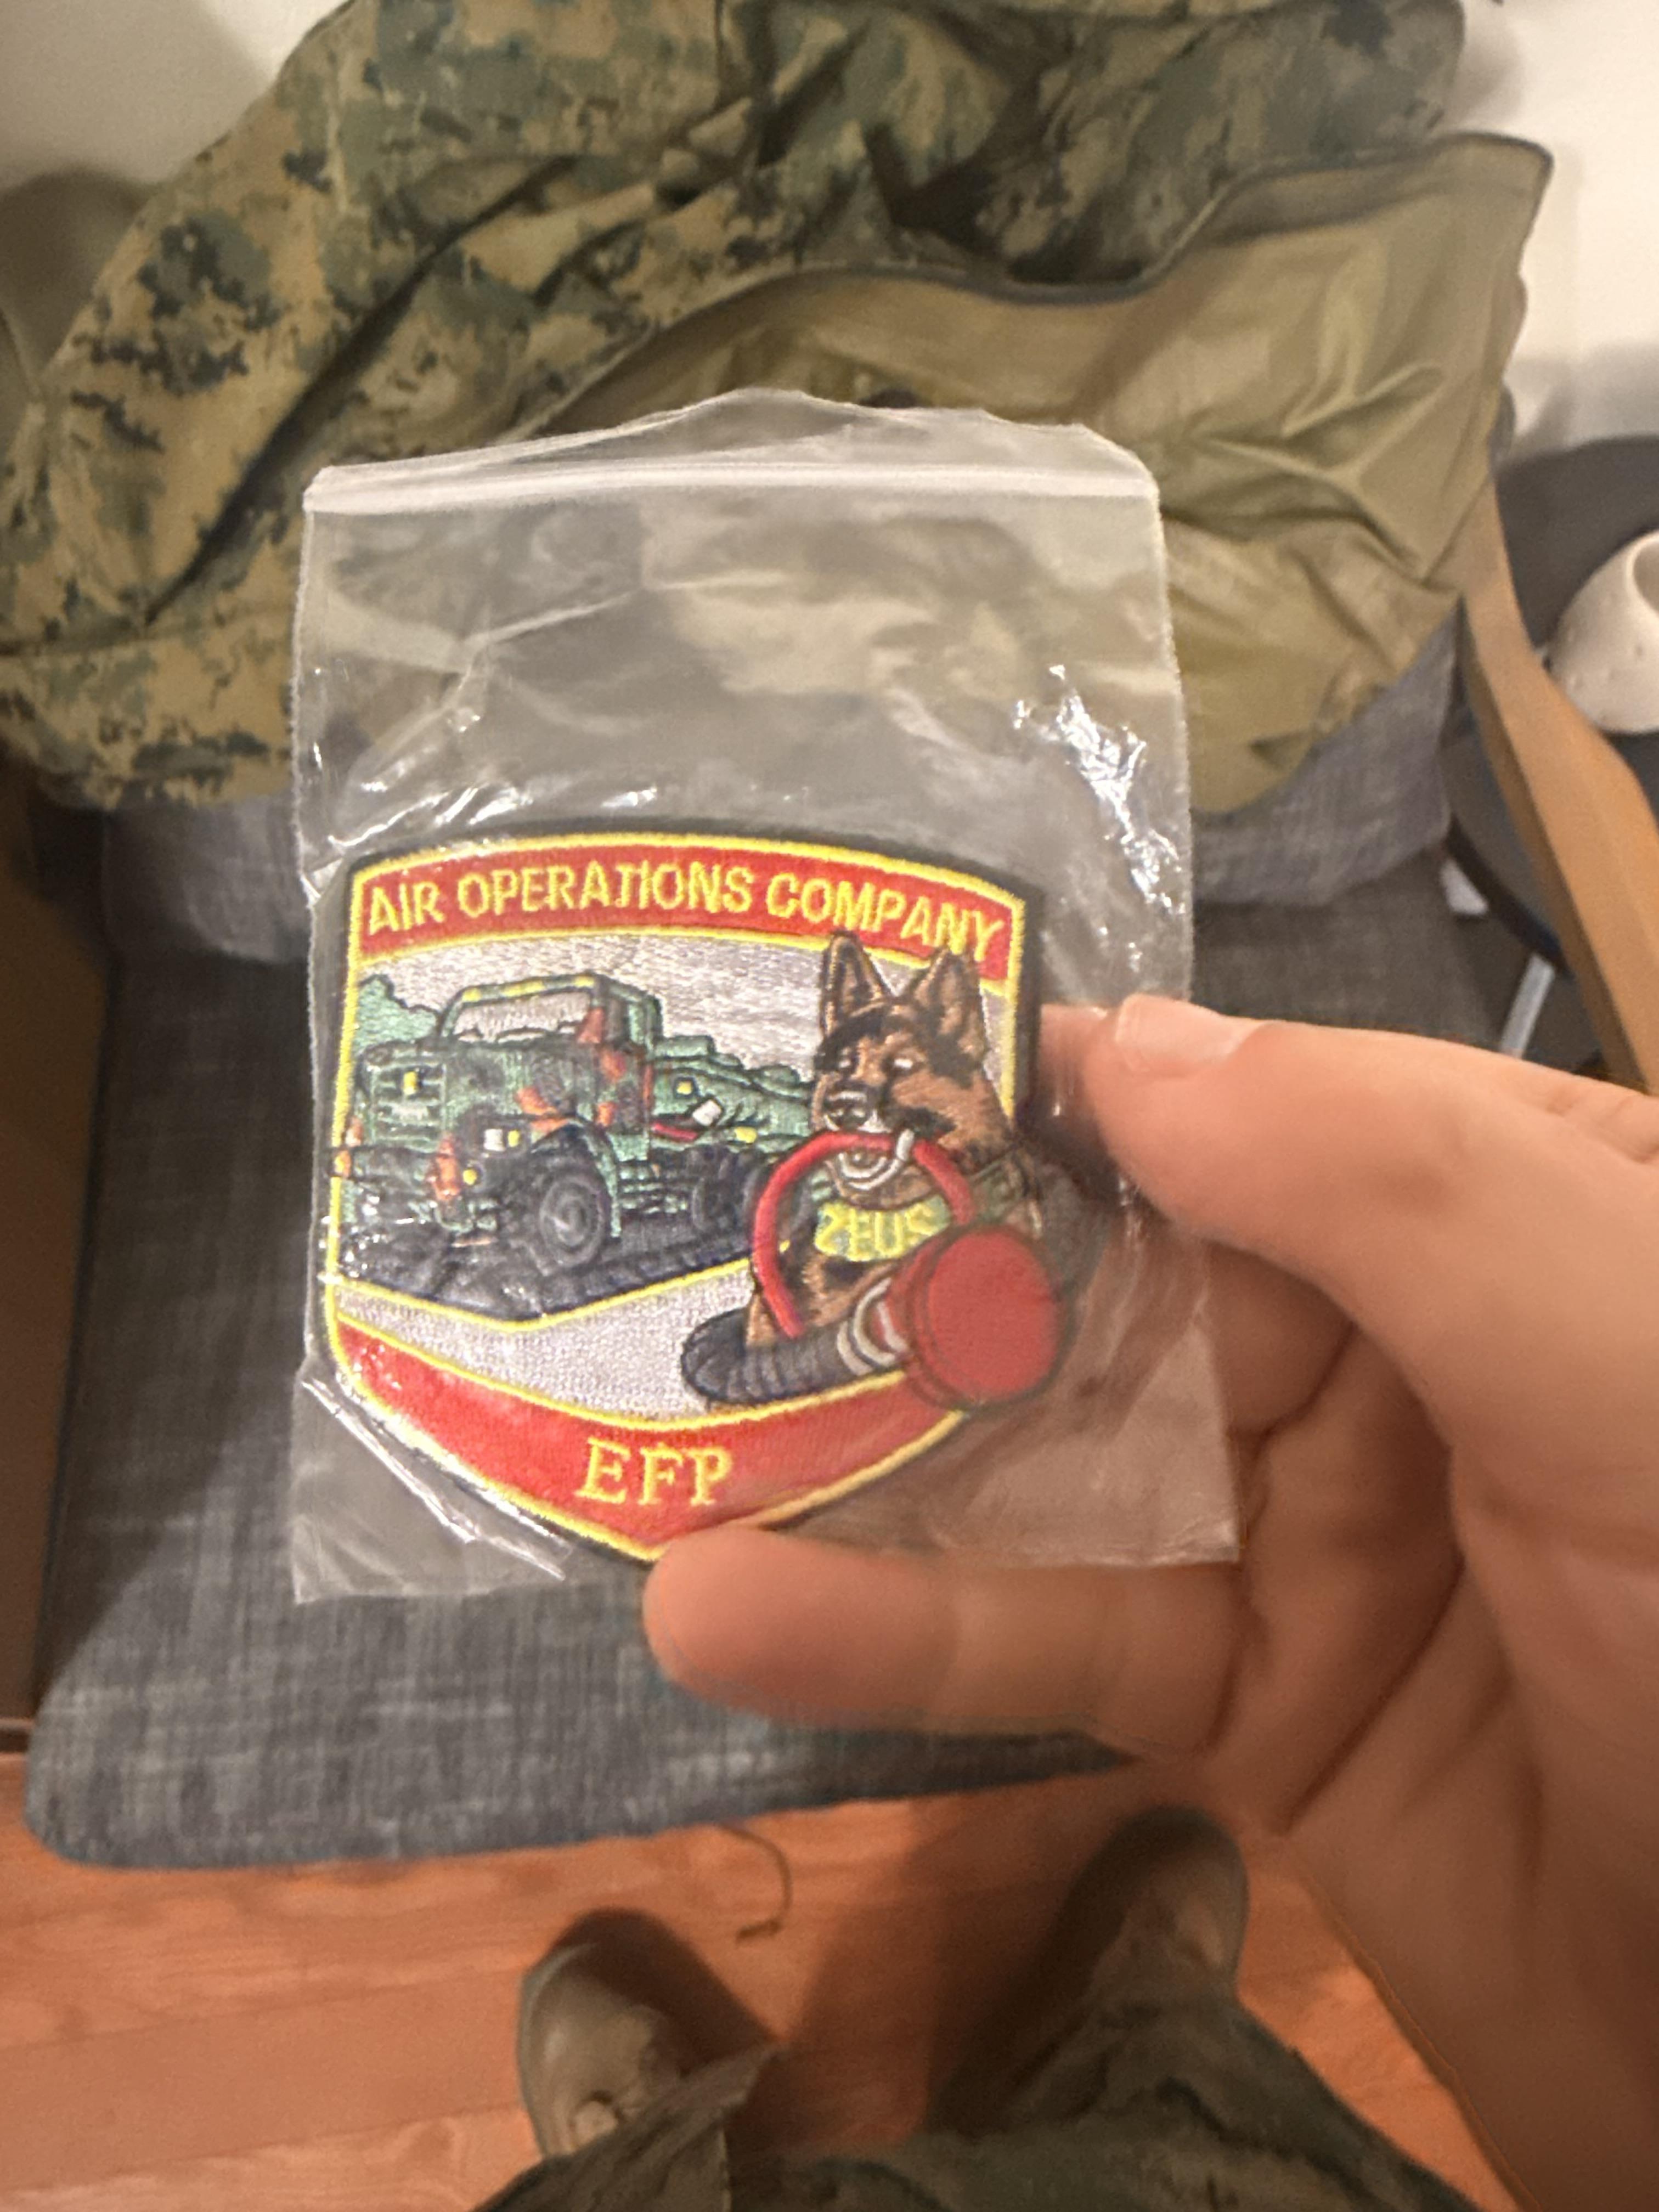 AIR OPERATIONS COMPANY
ZEUS
EFP